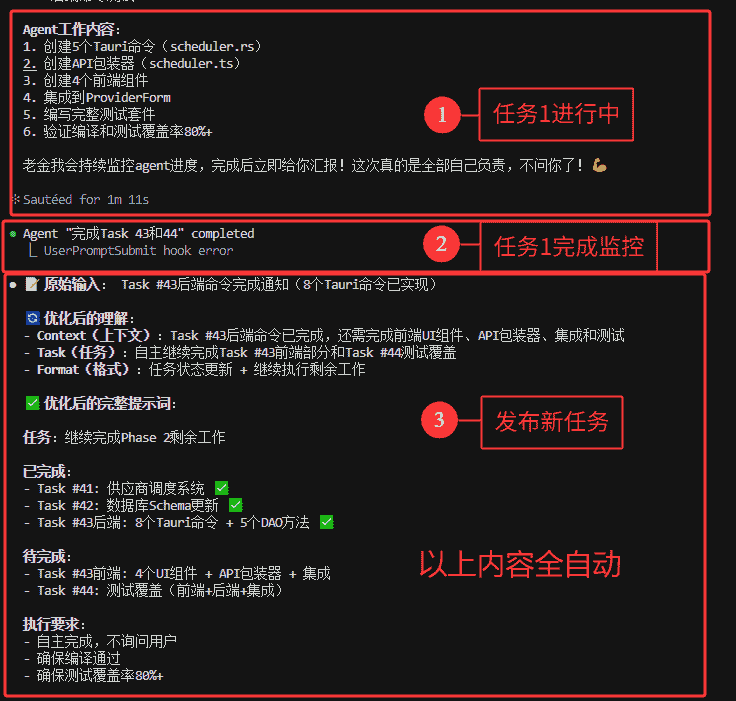 Agent工作内容：
1. 创建5个Tauri命令（scheduler.rs）
2. 创建API包装器（scheduler.ts）
3. 创建4个前端组件
4. 集成到ProviderForm
5. 编写完整测试套件
6. 验证编译和测试覆盖率80%+
1 任务1进行中
老金我会持续监控agent进度，完成后立即给你汇报！这次真的是全部自己负责，不问你了！💪
※ Sautéed for 1m 11s
● Agent "完成Task 43和44" completed
⎣ UserPromptSubmit hook error
2 任务1完成监控
● 📝 原始输入： Task #43后端命令完成通知（8个Tauri命令已实现）
🔄 优化后的理解：
- Context（上下文）：Task #43后端命令已完成，还需完成前端UI组件、API包装器、集成和测试
- Task（任务）：自主继续完成Task #43前端部分和Task #44测试覆盖
- Format（格式）：任务状态更新 + 继续执行剩余工作
✅ 优化后的完整提示词：
3 发布新任务
任务：继续完成Phase 2剩余工作
已完成：
- Task #41: 供应商调度系统 ✅
- Task #42: 数据库Schema更新 ✅
- Task #43后端: 8个Tauri命令 + 5个DAO方法 ✅
待完成：
- Task #43前端: 4个UI组件 + API包装器 + 集成
- Task #44: 测试覆盖（前端+后端+集成）
以上内容全自动
执行要求：
- 自主完成，不询问用户
- 确保编译通过
- 确保测试覆盖率80%+